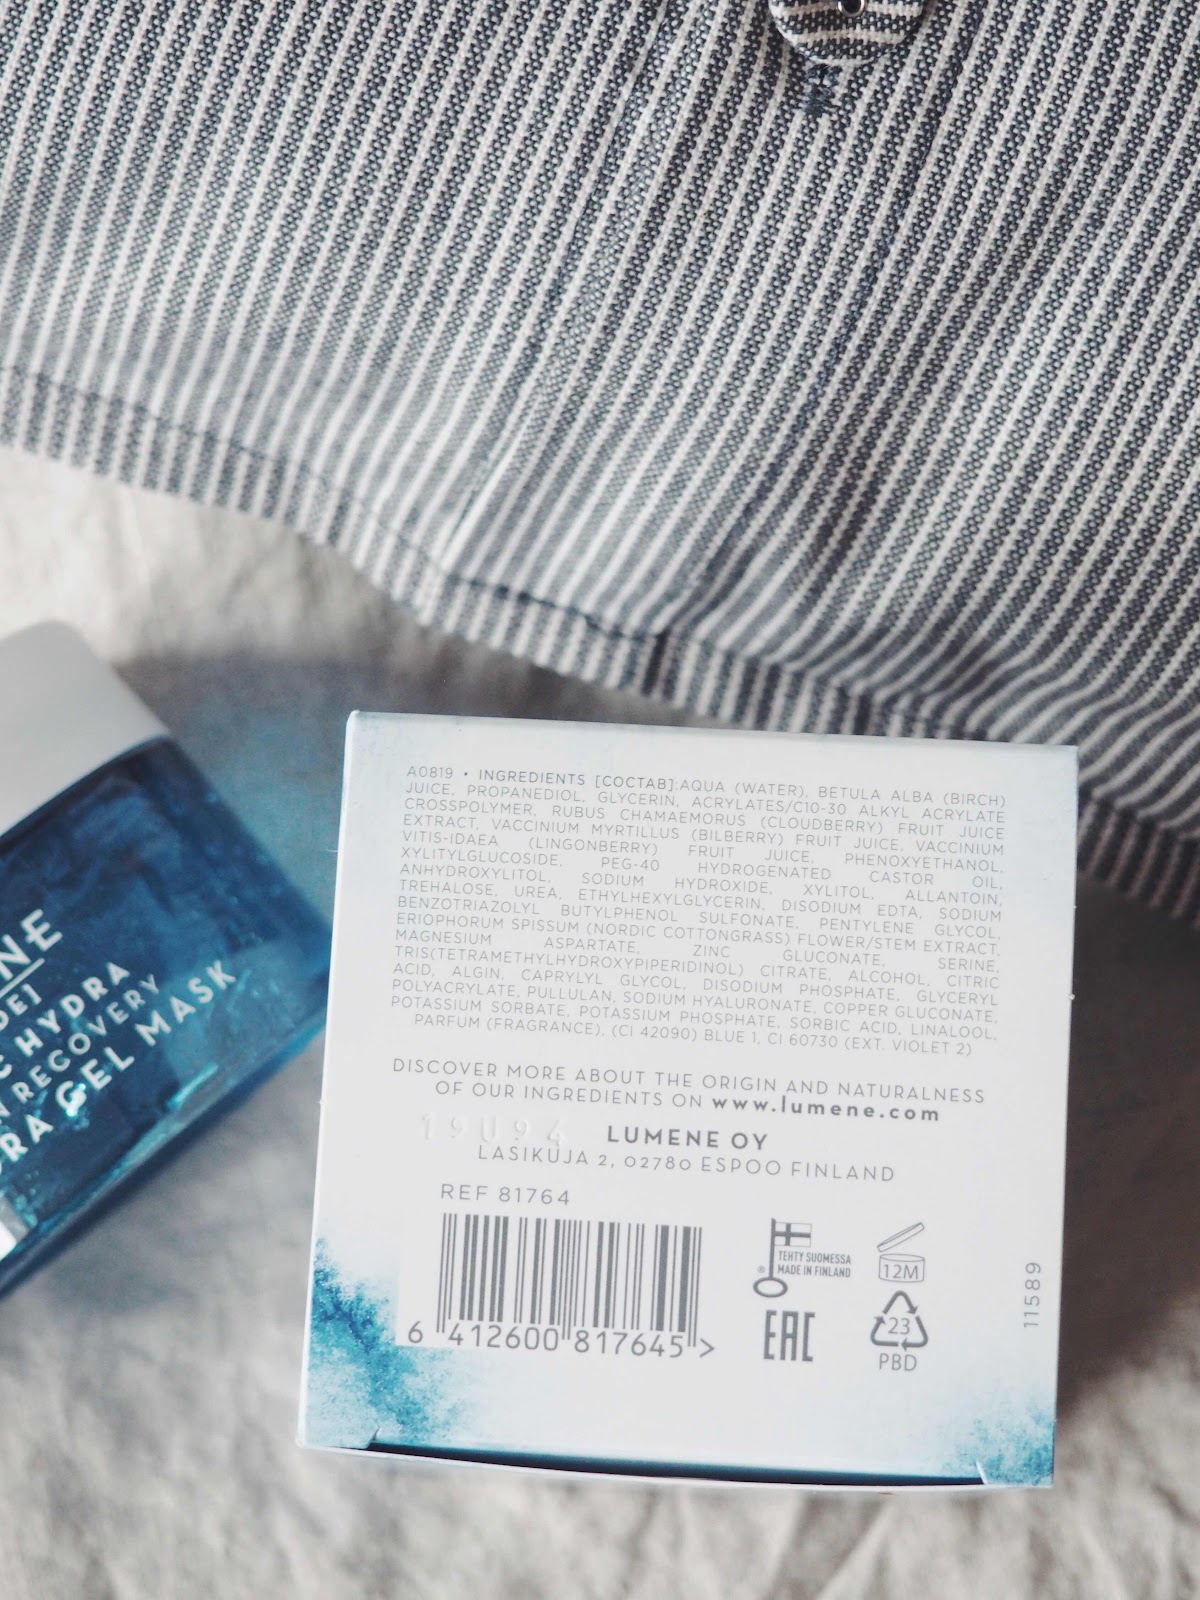 A0819 • INGREDIENTS [СОСТАВ]:AQUA (WATER), BETULA ALBA (BIRCH)
JUICE, PROPANEDIOL, GLYCERIN, ACRYLATES/C10-30 ALKYL ACRYLATE
CROSSPOLYMER, RUBUS CHAMAEMORUS (CLOUDBERRY) FRUIT JUICE
EXTRACT, VACCINIUM MYRTILLUS (BILBERRY) FRUIT JUICE, VACCINIUM
VITIS-IDAEA (LINGONBERRY) FRUIT JUICE, PHENOXYETHANOL,
XYLITYLGLUCOSIDE, PEG-40 HYDROGENATED CASTOR OIL,
ANHYDROXYLITOL, SODIUM HYDROXIDE, XYLITOL, ALLANTOIN,
TREHALOSE, UREA, ETHYLHEXYLGLYCERIN, DISODIUM EDTA, SODIUM
BENZOTRIAZOLYL BUTYLPHENOL SULFONATE, PENTYLENE GLYCOL,
ERIOPHORUM SPISSUM (NORDIC COTTONGRASS) FLOWER/STEM EXTRACT,
MAGNESIUM ASPARTATE, ZINC GLUCONATE, SERINE,
TRIS(TETRAMETHYLHYDROXYPIPERIDINOL) CITRATE, ALCOHOL, CITRIC
ACID, ALGIN, CAPRYLYL GLYCOL, DISODIUM PHOSPHATE, GLYCERYL
POLYACRYLATE, PULLULAN, SODIUM HYALURONATE, COPPER GLUCONATE,
POTASSIUM SORBATE, POTASSIUM PHOSPHATE, SORBIC ACID, LINALOOL,
PARFUM (FRAGRANCE). (CI 42090) BLUE 1, CI 60730 (EXT. VIOLET 2)
DISCOVER MORE ABOUT THE ORIGIN AND NATURALNESS
OF OUR INGREDIENTS ON www.lumene.com
19U94 LUMENE OY
LASIKUJA 2, 02780 ESPOO FINLAND
REF 81764
6 412600 817645 >
TEHTY SUOMESSA
® MADE IN FINLAND
12M
EAC
23
PBD
11589
NE
DE]
C HYDRA
N RECOVERY
DRA GEL MASK